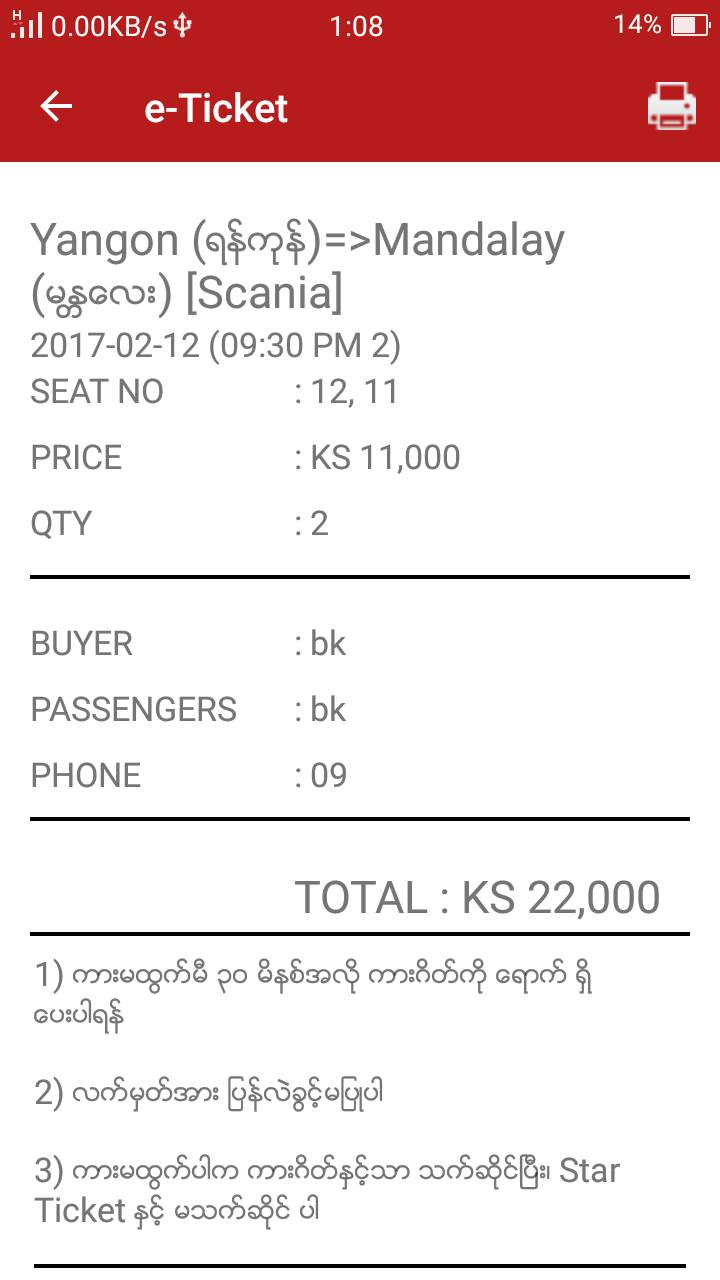 H
0.00KB/s
1:08
14%
e-Ticket
Yangon (ရန်ကုန်)=>Mandalay
(မန္တလေး) [Scania]
2017-02-12 (09:30 PM 2)
SEAT NO : 12, 11
PRICE : KS 11,000
QTY : 2
BUYER : bk
PASSENGERS : bk
PHONE : 09
TOTAL : KS 22,000
1) ကားမထွက်မီ ၃၀ မိနစ်အလို ကားဂိတ်ကို ရောက် ရှိ
ပေးပါရန်
2) လက်မှတ်အား ပြန်လဲခွင့်မပြုပါ
3) ကားမထွက်ပါက ကားဂိတ်နှင့်သာ သက်ဆိုင်ပြီး၊ Star
Ticket နှင့် မသက်ဆိုင် ပါ